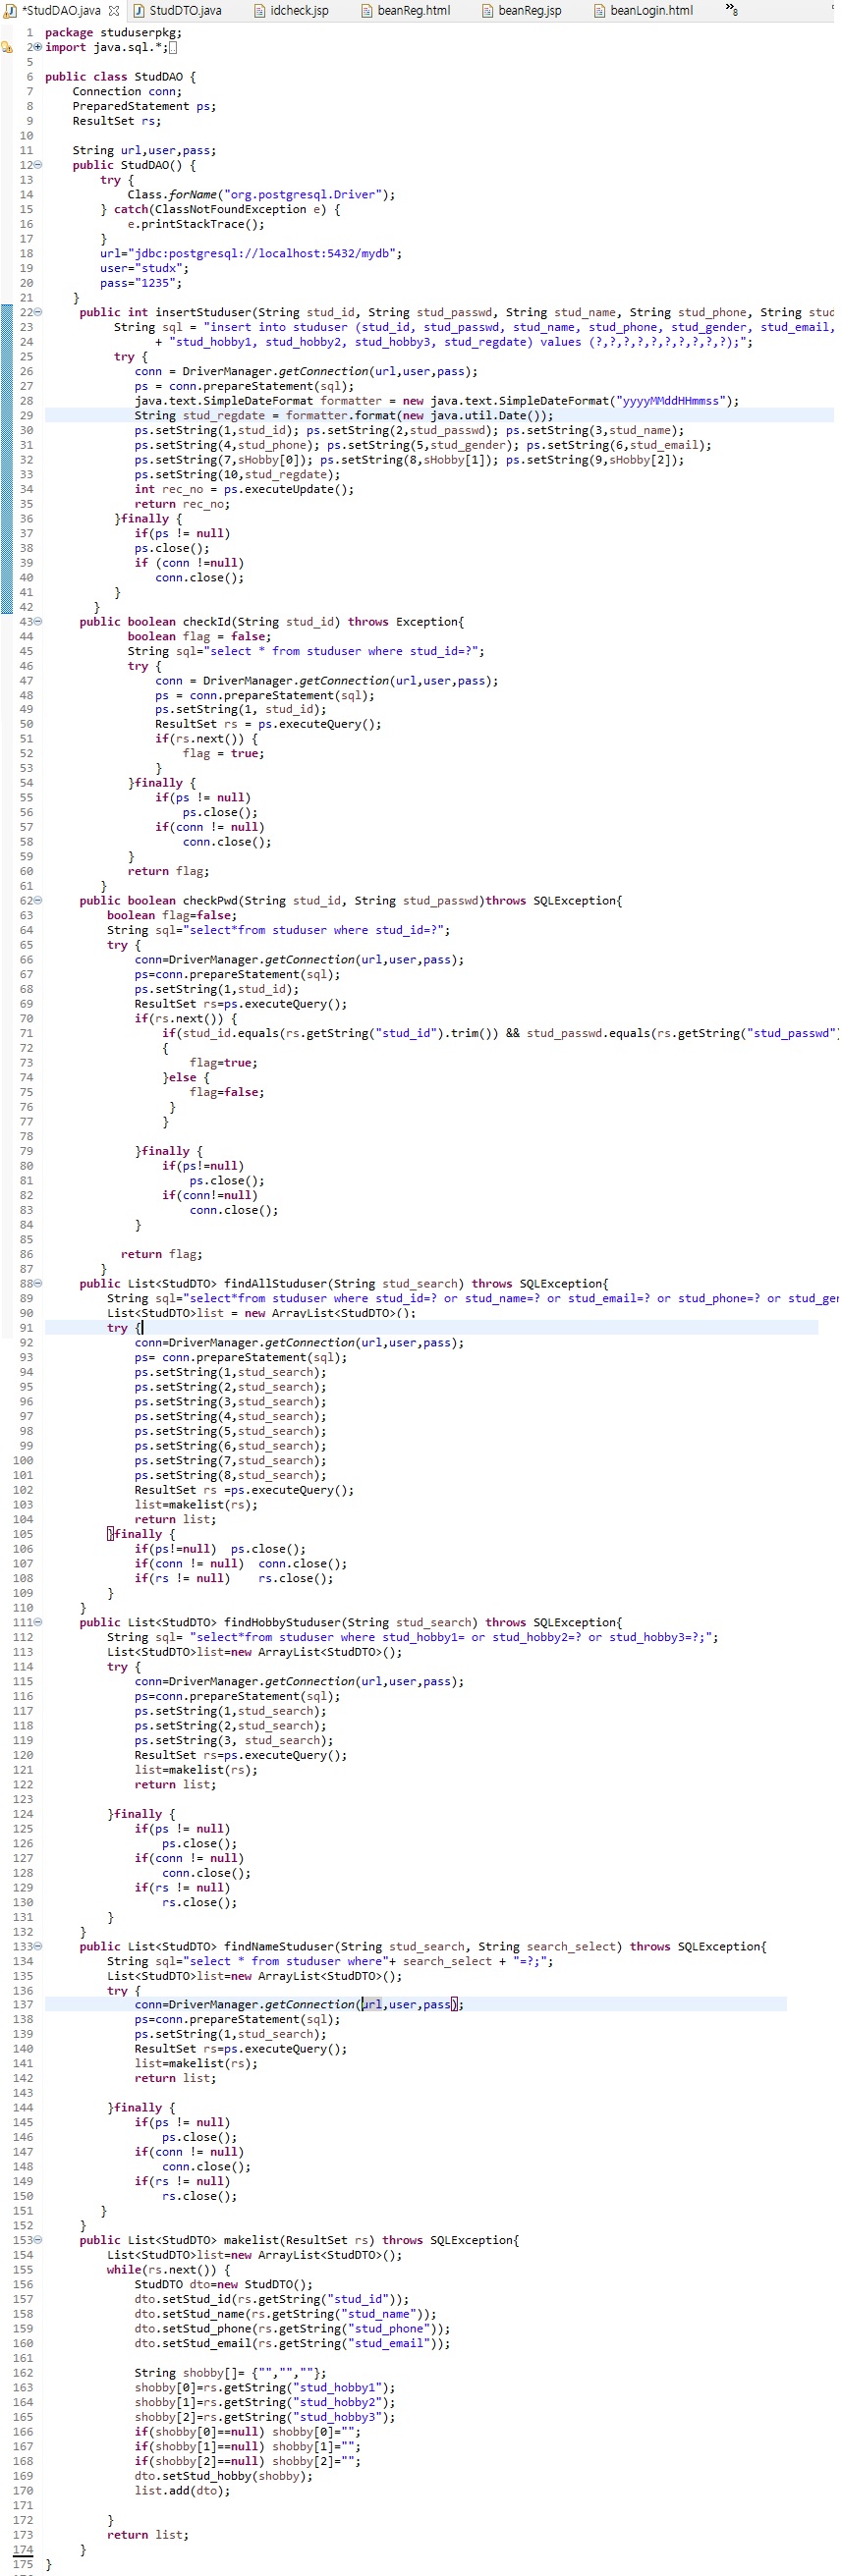 *StudDAO.java StudDTO.java idcheck.jsp beanReg.html beanReg.jsp beanLogin.html »8
1 package studuserpkg;
2 import java.sql.*;
5
6 public class StudDAO {
7 Connection conn;
8 PreparedStatement ps;
9 ResultSet rs;
10
11 String url,user,pass;
12 public StudDAO() {
13 try {
14 Class.forName("org.postgresql.Driver");
15 } catch(ClassNotFoundException e) {
16 e.printStackTrace();
17 }
18 url="jdbc:postgresql://localhost:5432/mydb";
19 user="studx";
20 pass="1235";
21 }
22 public int insertStuduser(String stud_id, String stud_passwd, String stud_name, String stud_phone, String stud
23 String sql = "insert into studuser (stud_id, stud_passwd, stud_name, stud_phone, stud_gender, stud_email,
24 + "stud_hobby1, stud_hobby2, stud_hobby3, stud_regdate) values (?,?,?,?,?,?,?,?,?,?);";
25 try {
26 conn = DriverManager.getConnection(url,user,pass);
27 ps = conn.prepareStatement(sql);
28 java.text.SimpleDateFormat formatter = new java.text.SimpleDateFormat("yyyyMMddHHmmss");
29 String stud_regdate = formatter.format(new java.util.Date());
30 ps.setString(1,stud_id); ps.setString(2,stud_passwd); ps.setString(3,stud_name);
31 ps.setString(4,stud_phone); ps.setString(5,stud_gender); ps.setString(6,stud_email);
32 ps.setString(7,sHobby[0]); ps.setString(8,sHobby[1]); ps.setString(9,sHobby[2]);
33 ps.setString(10,stud_regdate);
34 int rec_no = ps.executeUpdate();
35 return rec_no;
36 }finally {
37 if(ps != null)
38 ps.close();
39 if (conn !=null)
40 conn.close();
41 }
42 }
43 public boolean checkId(String stud_id) throws Exception{
44 boolean flag = false;
45 String sql="select * from studuser where stud_id=?";
46 try {
47 conn = DriverManager.getConnection(url,user,pass);
48 ps = conn.prepareStatement(sql);
49 ps.setString(1, stud_id);
50 ResultSet rs = ps.executeQuery();
51 if(rs.next()) {
52 flag = true;
53 }
54 }finally {
55 if(ps != null)
56 ps.close();
57 if(conn != null)
58 conn.close();
59 }
60 return flag;
61 }
62 public boolean checkPwd(String stud_id, String stud_passwd)throws SQLException{
63 boolean flag=false;
64 String sql="select*from studuser where stud_id=?";
65 try {
66 conn=DriverManager.getConnection(url,user,pass);
67 ps=conn.prepareStatement(sql);
68 ps.setString(1,stud_id);
69 ResultSet rs=ps.executeQuery();
70 if(rs.next()) {
71 if(stud_id.equals(rs.getString("stud_id").trim()) && stud_passwd.equals(rs.getString("stud_passwd")
72 {
73 flag=true;
74 }else {
75 flag=false;
76 }
77 }
78
79 }finally {
80 if(ps!=null)
81 ps.close();
82 if(conn!=null)
83 conn.close();
84 }
85
86 return flag;
87 }
88 public List<StudDTO> findAllStuduser(String stud_search) throws SQLException{
89 String sql="select*from studuser where stud_id=? or stud_name=? or stud_email=? or stud_phone=? or stud_ger
90 List<StudDTO>list = new ArrayList<StudDTO>();
91 try {
92 conn=DriverManager.getConnection(url,user,pass);
93 ps= conn.prepareStatement(sql);
94 ps.setString(1,stud_search);
95 ps.setString(2,stud_search);
96 ps.setString(3,stud_search);
97 ps.setString(4,stud_search);
98 ps.setString(5,stud_search);
99 ps.setString(6,stud_search);
100 ps.setString(7,stud_search);
101 ps.setString(8,stud_search);
102 ResultSet rs =ps.executeQuery();
103 list=makelist(rs);
104 return list;
105 }finally {
106 if(ps!=null) ps.close();
107 if(conn != null) conn.close();
108 if(rs != null) rs.close();
109 }
110 }
111 public List<StudDTO> findHobbyStuduser(String stud_search) throws SQLException{
112 String sql= "select*from studuser where stud_hobby1= or stud_hobby2=? or stud_hobby3=?;";
113 List<StudDTO>list=new ArrayList<StudDTO>();
114 try {
115 conn=DriverManager.getConnection(url,user,pass);
116 ps=conn.prepareStatement(sql);
117 ps.setString(1,stud_search);
118 ps.setString(2,stud_search);
119 ps.setString(3, stud_search);
120 ResultSet rs=ps.executeQuery();
121 list=makelist(rs);
122 return list;
123
124 }finally {
125 if(ps != null)
126 ps.close();
127 if(conn != null)
128 conn.close();
129 if(rs != null)
130 rs.close();
131 }
132 }
133 public List<StudDTO> findNameStuduser(String stud_search, String search_select) throws SQLException{
134 String sql="select * from studuser where"+ search_select + "=?;";
135 List<StudDTO>list=new ArrayList<StudDTO>();
136 try {
137 conn=DriverManager.getConnection(url,user,pass);
138 ps=conn.prepareStatement(sql);
139 ps.setString(1,stud_search);
140 ResultSet rs=ps.executeQuery();
141 list=makelist(rs);
142 return list;
143
144 }finally {
145 if(ps != null)
146 ps.close();
147 if(conn != null)
148 conn.close();
149 if(rs != null)
150 rs.close();
151 }
152 }
153 public List<StudDTO> makelist(ResultSet rs) throws SQLException{
154 List<StudDTO>list=new ArrayList<StudDTO>();
155 while(rs.next()) {
156 StudDTO dto=new StudDTO();
157 dto.setStud_id(rs.getString("stud_id"));
158 dto.setStud_name(rs.getString("stud_name"));
159 dto.setStud_phone(rs.getString("stud_phone"));
160 dto.setStud_email(rs.getString("stud_email"));
161
162 String shobby[]= {"","",""};
163 shobby[0]=rs.getString("stud_hobby1");
164 shobby[1]=rs.getString("stud_hobby2");
165 shobby[2]=rs.getString("stud_hobby3");
166 if(shobby[0]==null) shobby[0]="";
167 if(shobby[1]==null) shobby[1]="";
168 if(shobby[2]==null) shobby[2]="";
169 dto.setStud_hobby(shobby);
170 list.add(dto);
171
172 }
173 return list;
174 }
175 }